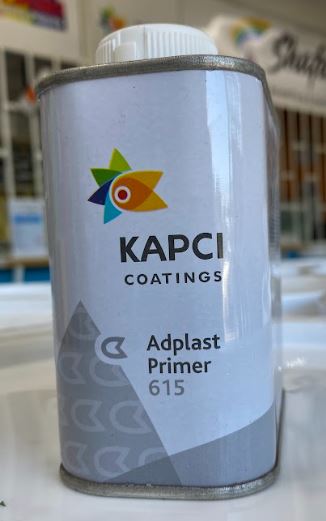 KAPCI
COATINGS
Adplast
Primer
615